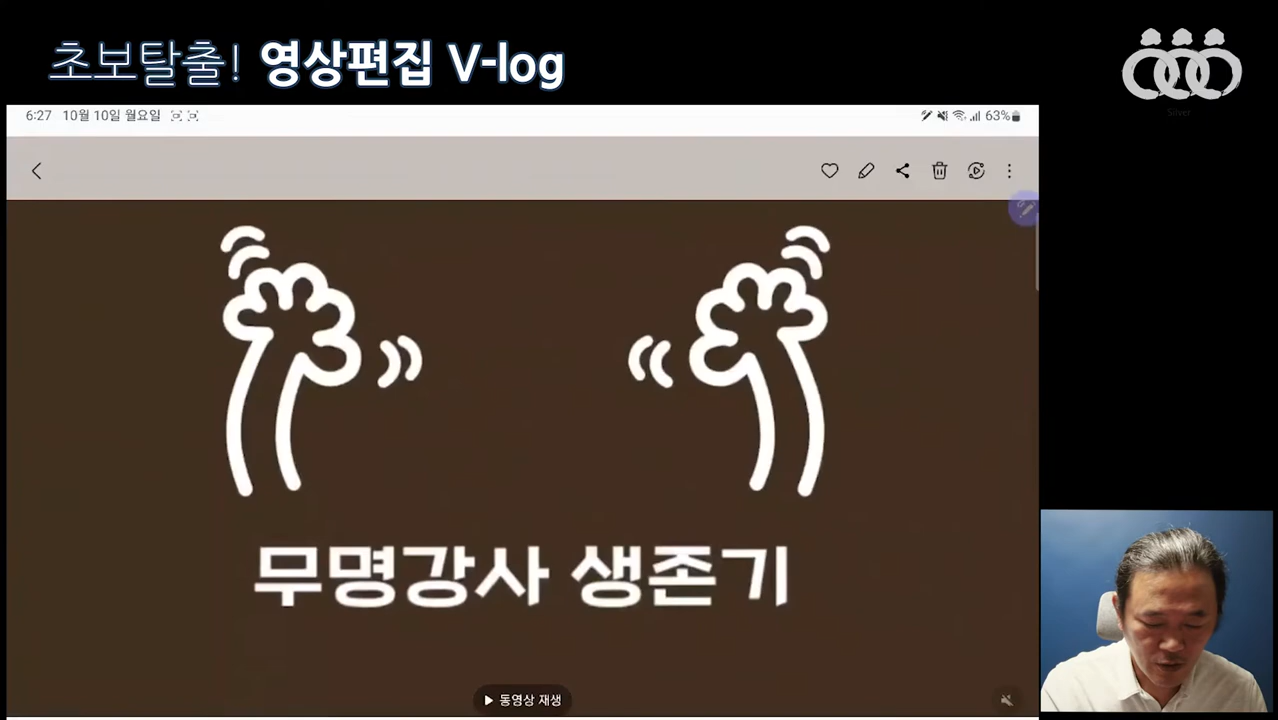 초보탈출! 영상편집 V-log
Silver
6:27 10월 10일 월요일
63%
무명강사 생존기
동영상 재생